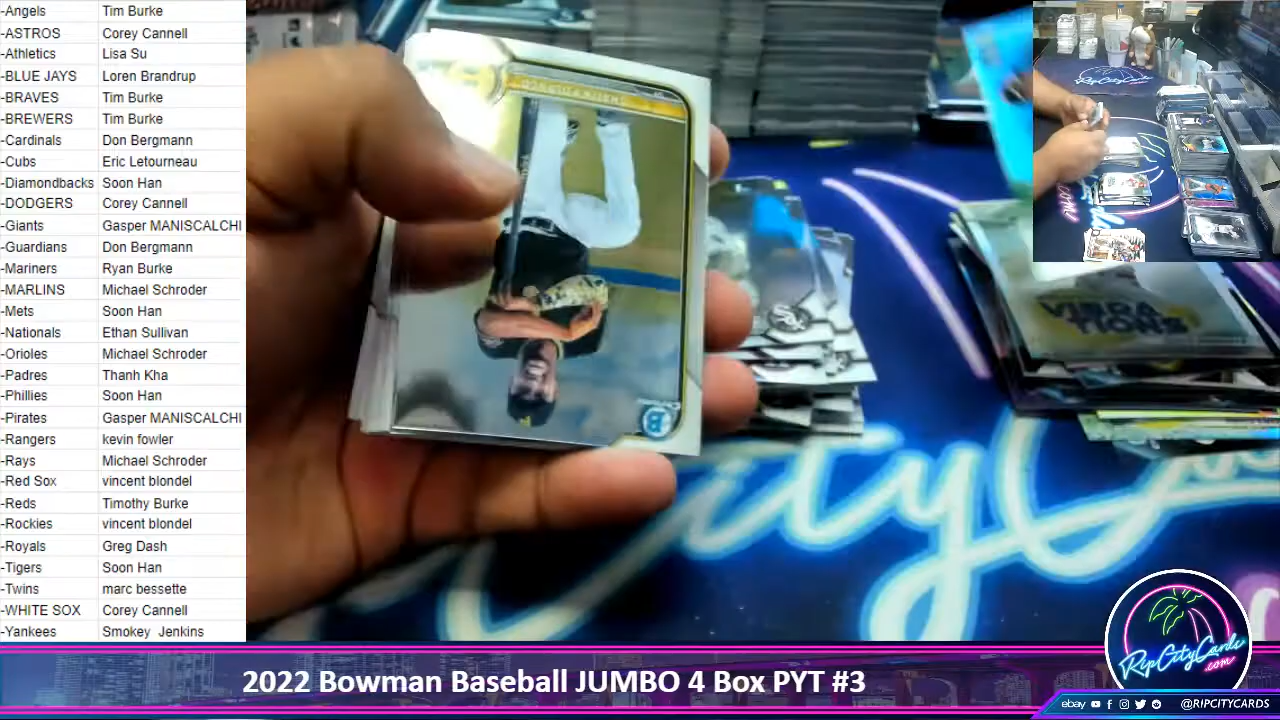 -Angels Tim Burke
-ASTROS Corey Cannell
-Athletics Lisa Su
-BLUE JAYS Loren Brandrup
-BRAVES Tim Burke
-BREWERS Tim Burke
-Cardinals Don Bergmann
-Cubs Eric Letourneau
-Diamondbacks Soon Han
-DODGERS Corey Cannell
-Giants Gasper MANISCALCHI
-Guardians Don Bergmann
-Mariners Ryan Burke
-MARLINS Michael Schroder
-Mets Soon Han
-Nationals Ethan Sullivan
-Orioles Michael Schroder
-Padres Thanh Kha
-Phillies Soon Han
-Pirates Gasper MANISCALCHI
-Rangers kevin fowler
-Rays Michael Schroder
-Red Sox vincent blondel
-Reds Timothy Burke
-Rockies vincent blondel
-Royals Greg Dash
-Tigers Soon Han
-Twins marc bessette
-WHITE SOX Corey Cannell
-Yankees Smokey Jenkins
VIBRA
TIONS
RipCityCards
.com
2022 Bowman Baseball JUMBO 4 Box PYT #3
ebay @RIPCITYCARDS